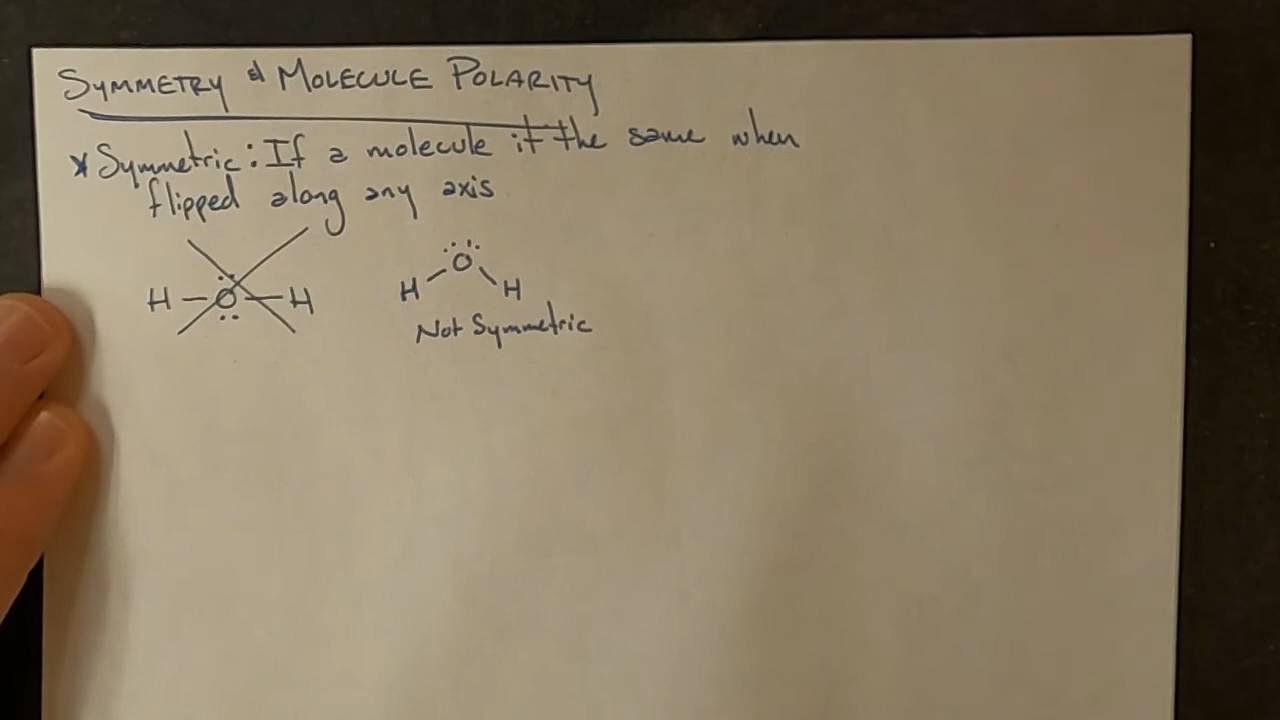 SYMMETRY & MOLECULE POLARITY
* Symmetric: If a molecule it the same when
flipped along any axis
H - O - H
O
H H
Not Symmetric